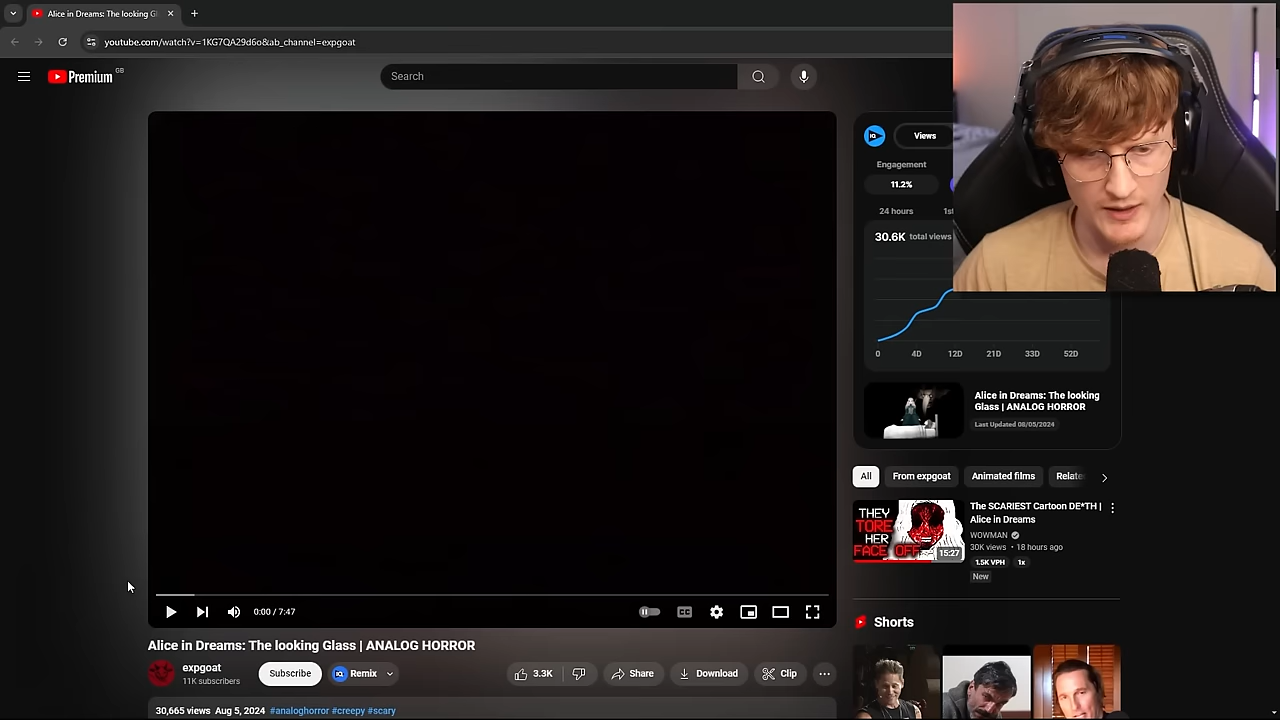 Alice in Dreams: The looking Gl
youtube.com/watch?v=1KG7QA29d6o&ab_channel=expgoat
Premium
GB
Search
iQ
Views
Engagement
11.2%
24 hours
30.6K total views
0
4D
12D
21D
33D
52D
Alice in Dreams: The looking
Glass | ANALOG HORROR
Last Updated 08/05/2024
All
From expgoat
Animated films
Relate
THEY
TORE
HER
FACE OFF
15:27
The SCARIEST Cartoon DE*TH |
Alice in Dreams
WOWMAN
30K views • 18 hours ago
1.5K VPH
1x
New
0:00 / 7:47
CC
Alice in Dreams: The looking Glass | ANALOG HORROR
expgoat
11K subscribers
Subscribe
iQ
Remix
3.3K
Share
Download
Clip
Shorts
30,665 views Aug 5, 2024 #analoghorror #creepy #scary